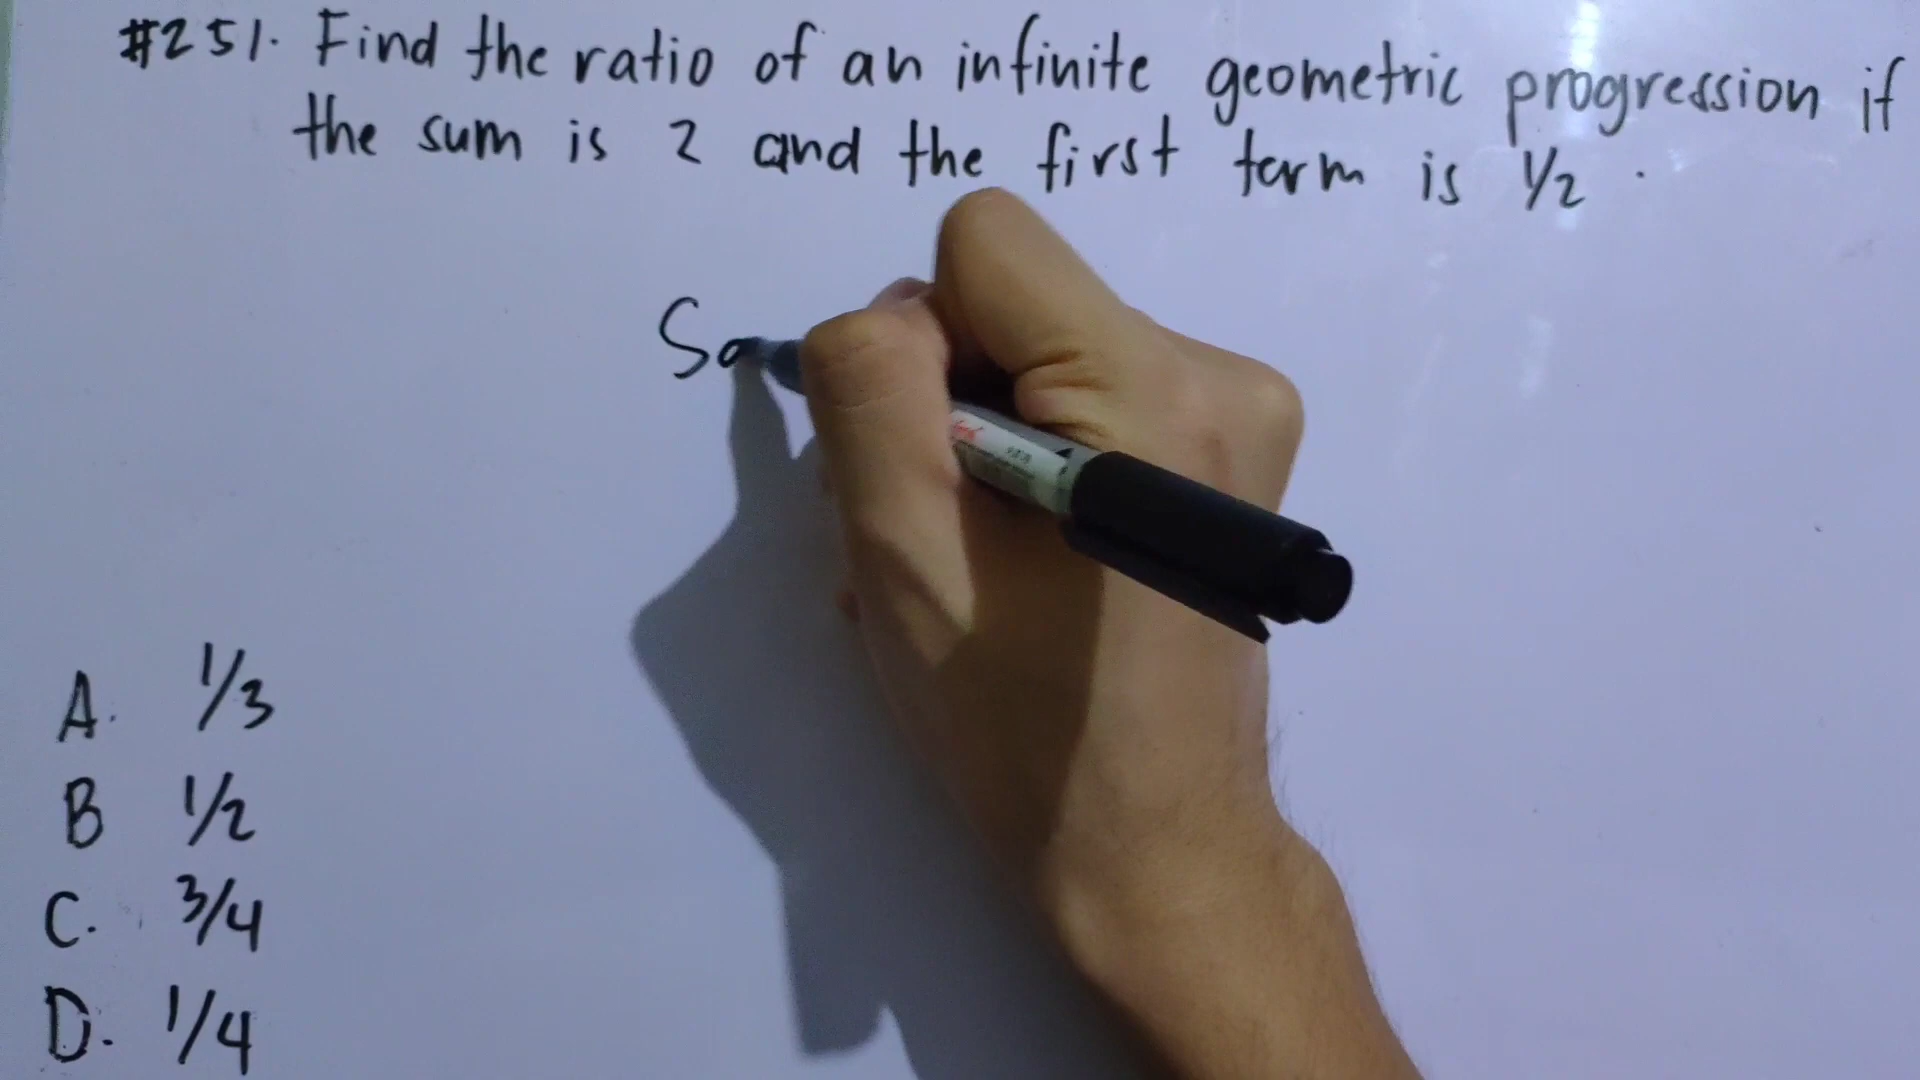 #251. Find the ratio of an infinite geometric progression if
the sum is 2 and the first term is 1/2.
A. 1/3
B 1/2
C. 3/4
D. 1/4